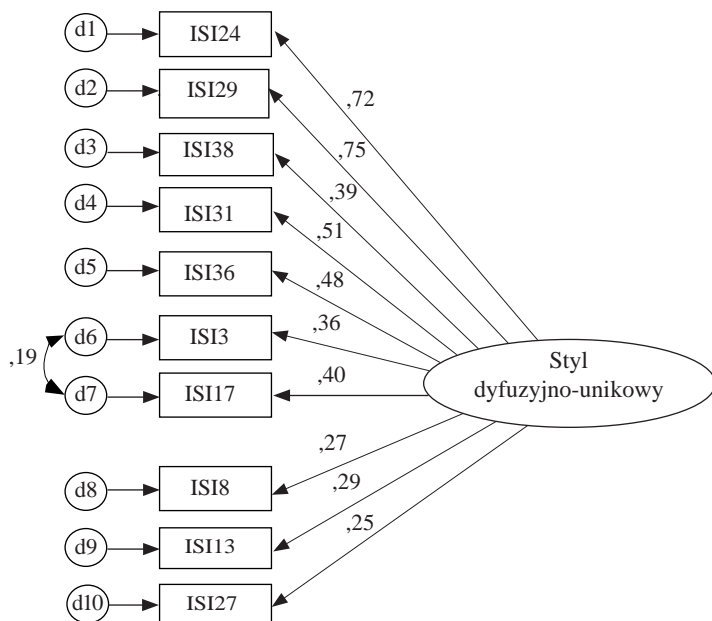 d1
ISI24
d2
ISI29
,72
d3
ISI38
,75
d4
ISI31
,39
,51
d5
ISI36
,48
d6
ISI3
,36
,19
Styl
dyfuzyjno-unikowy
d7
ISI17
,40
d8
ISI8
,27
,29
d9
ISI13
,25
d10
ISI27